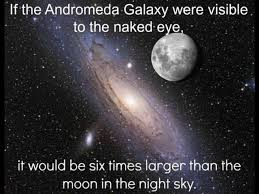 If the Andromeda Galaxy were visible
to the naked eye,
it would be six times larger than the
moon in the night sky.